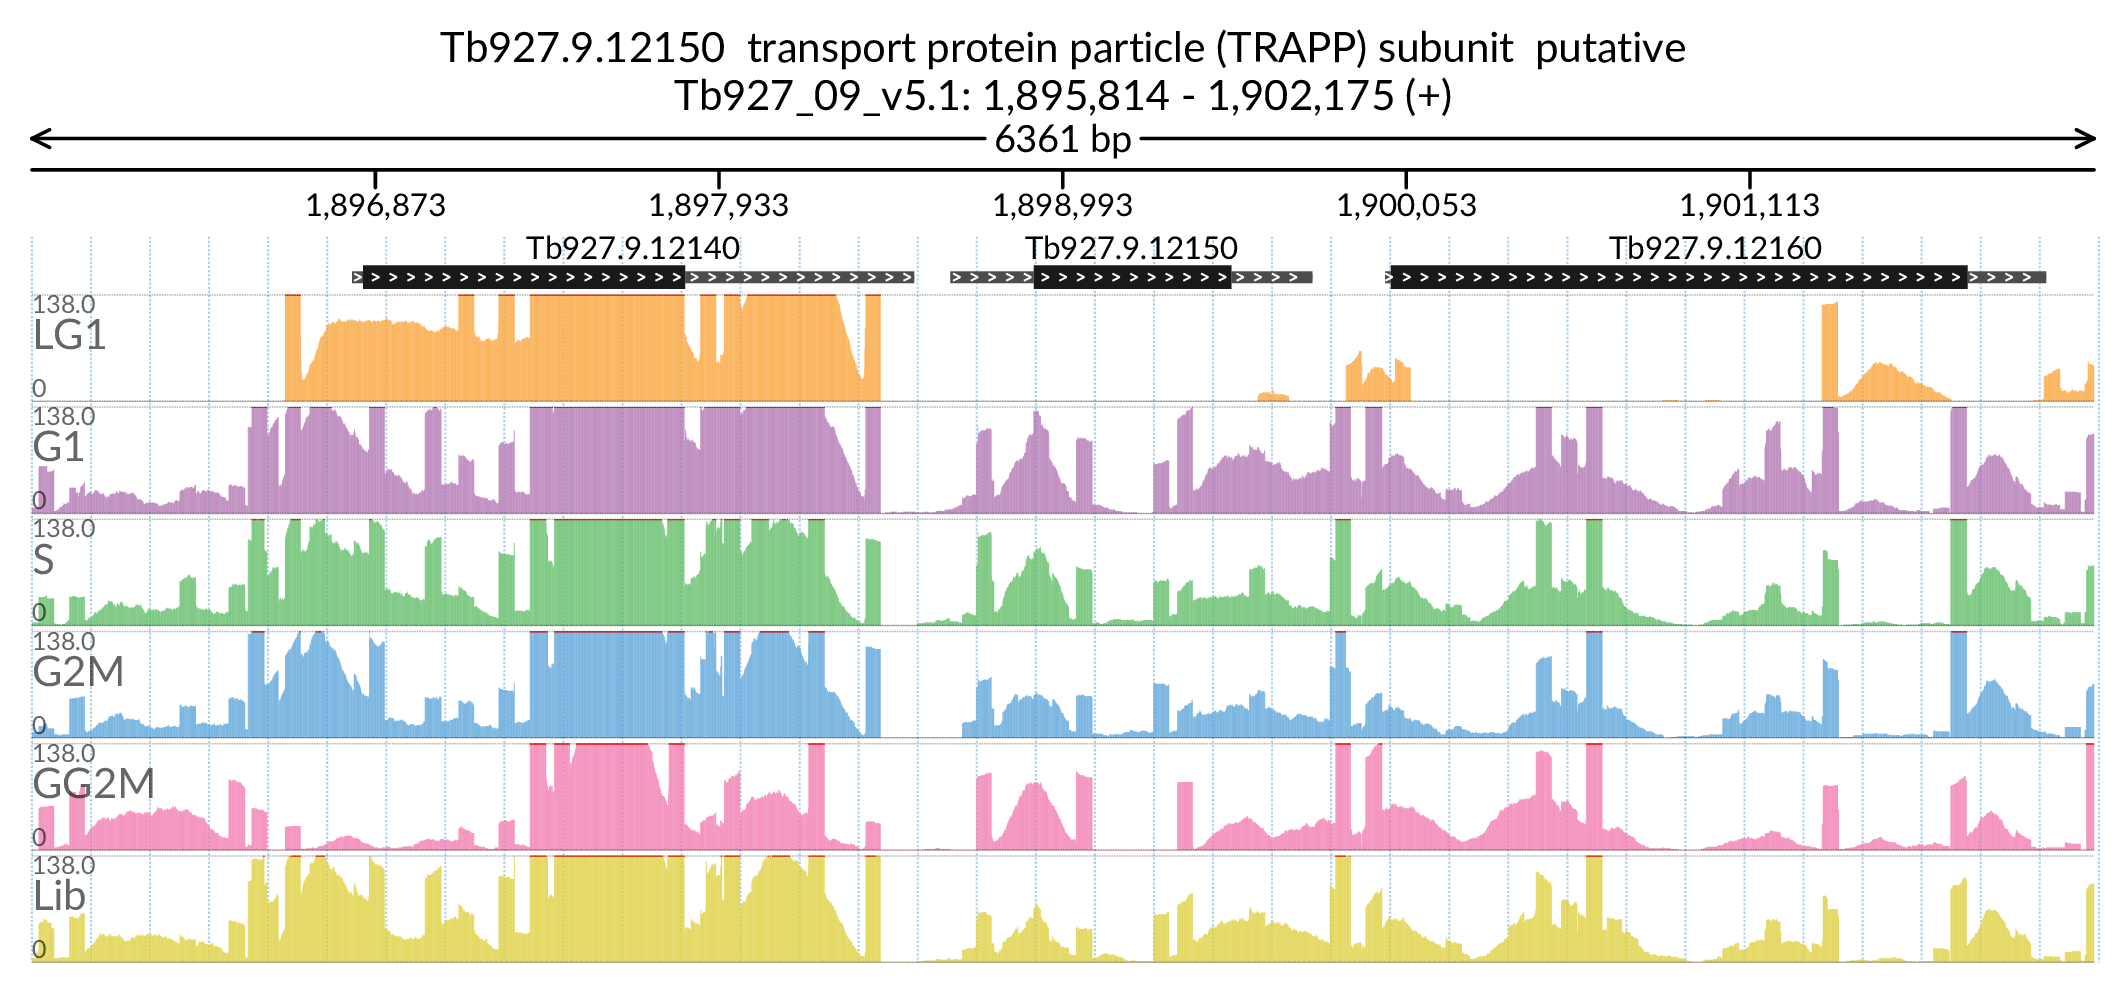 Tb927.9.12150 transport protein particle (TRAPP) subunit putative
Tb927_09_v5.1: 1,895,814 - 1,902,175 (+)
6361 bp
1,896,873 1,897,933 1,898,993 1,900,053 1,901,113
Tb927.9.12140 Tb927.9.12150 Tb927.9.12160
138.0
LG1
0
138.0
G1
0
138.0
S
0
138.0
G2M
0
138.0
GG2M
0
138.0
Lib
0